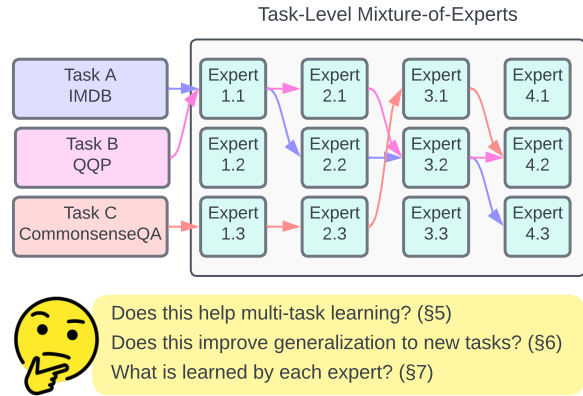 Task-Level Mixture-of-Experts
Task A
IMDB
Expert
1.1
Expert
2.1
Expert
3.1
Expert
4.1
Task B
QQP
Expert
1.2
Expert
2.2
Expert
3.2
Expert
4.2
Task C
CommonsenseQA
Expert
1.3
Expert
2.3
Expert
3.3
Expert
4.3
Does this help multi-task learning? (§5)
Does this improve generalization to new tasks? (§6)
What is learned by each expert? (§7)